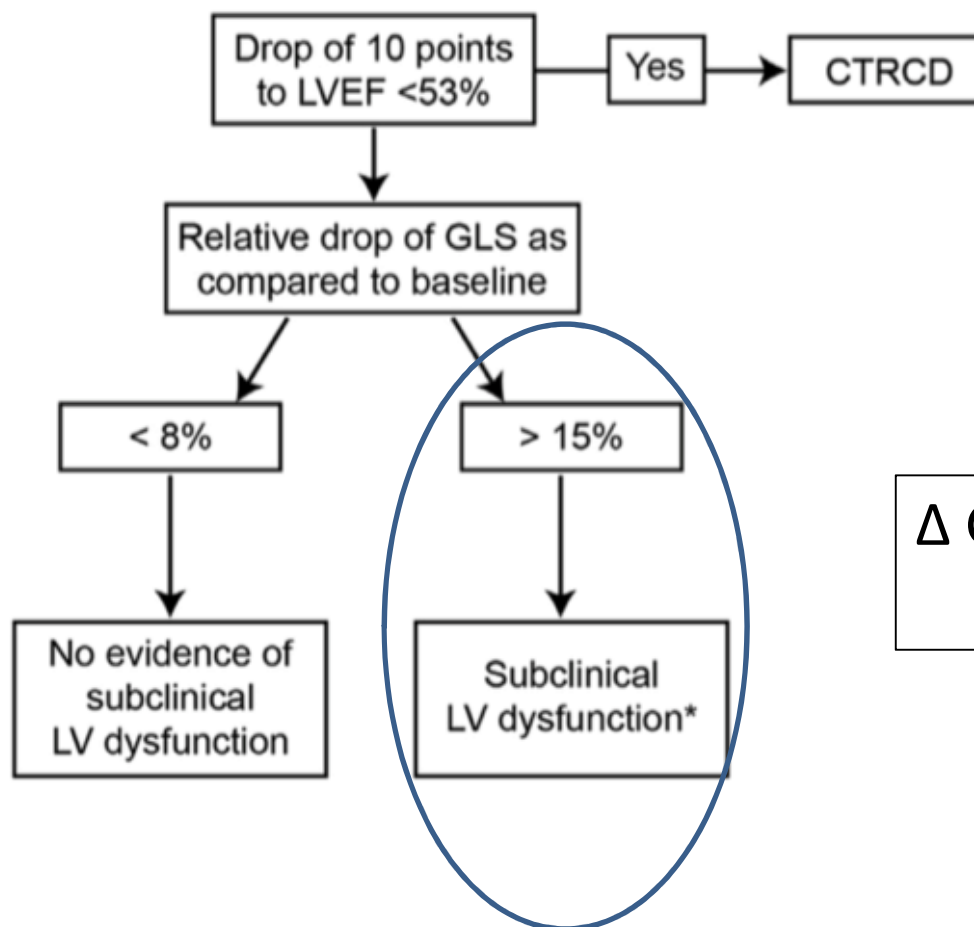 Drop of 10 points
to LVEF <53%
Yes
CTRCD
Relative drop of GLS as
compared to baseline
< 8%
> 15%
Δ
No evidence of
subclinical
LV dysfunction
Subclinical
LV dysfunction*